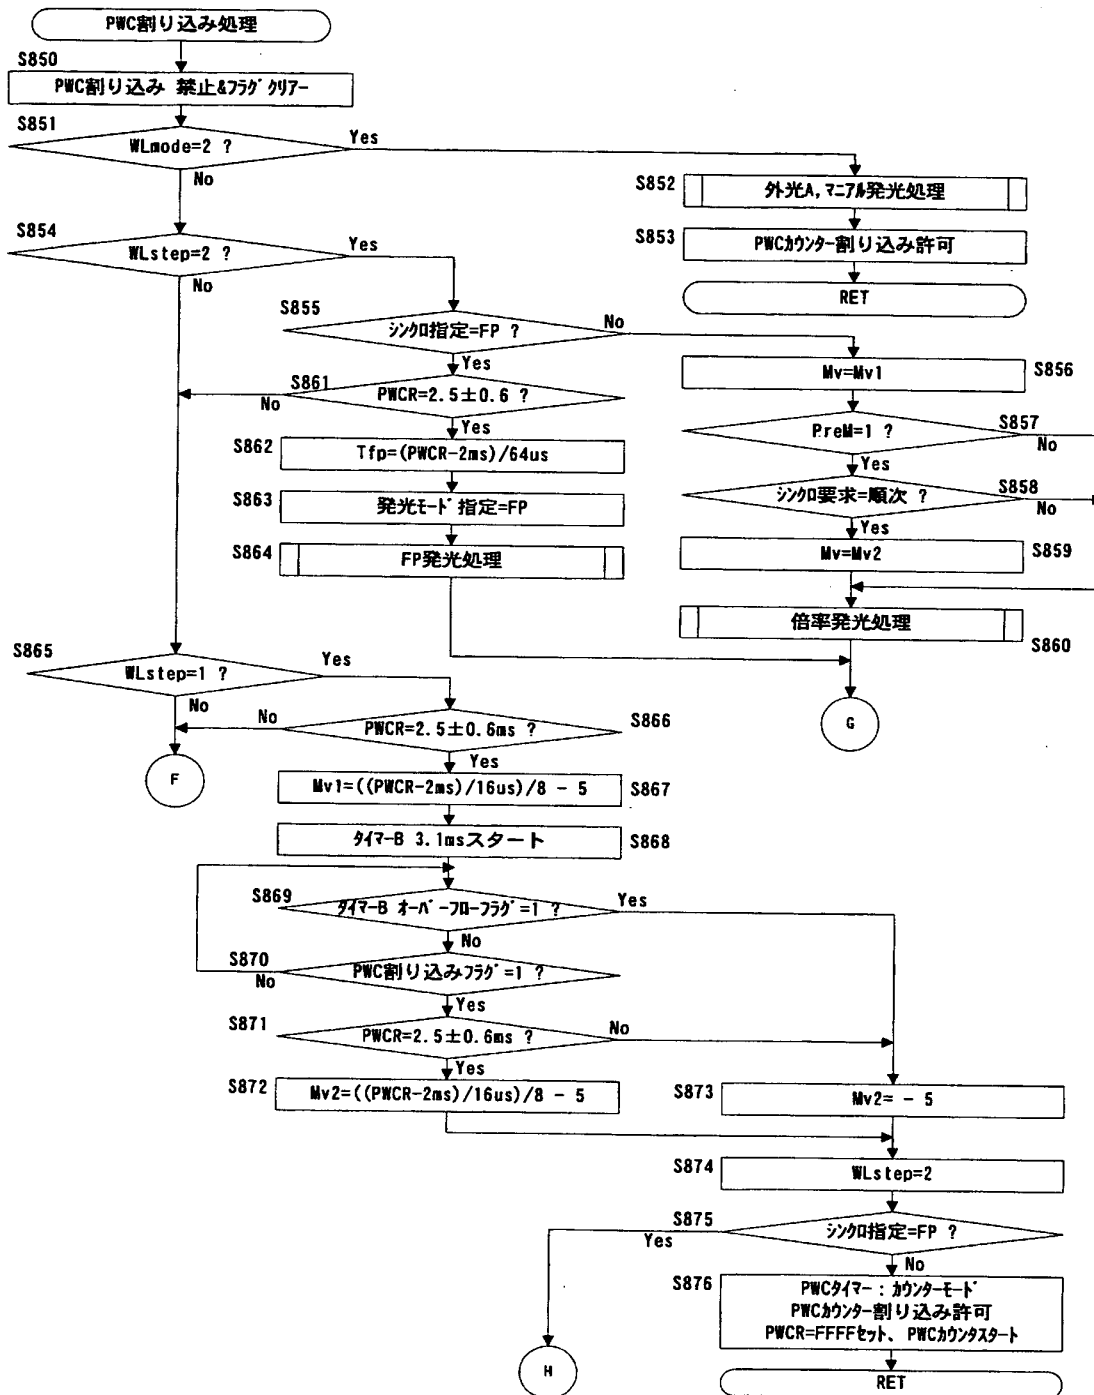 PWC割り込み処理
S850
PWC割り込み 禁止&フラグクリアー
S851
WLmode=2 ?
Yes
No
S852
外光A,マニアル発光処理
S853
PWCカウンター割り込み許可
RET
S854
WLstep=2 ?
Yes
No
S855
シンクロ指定=FP ?
No
Yes
S861
PWCR=2.5±0.6 ?
No
Yes
S862
Tfp=(PWCR-2ms)/64us
S863
発光モード指定=FP
S864
FP発光処理
Mv=Mv1
S856
PreM=1 ?
S857
No
Yes
シンクロ要求=順次 ?
S858
No
Yes
Mv=Mv2
S859
倍率発光処理
S860
G
S865
WLstep=1 ?
Yes
No
F
PWCR=2.5±0.6ms ?
S866
No
Yes
Mv1=((PWCR-2ms)/16us)/8 - 5
S867
タイマーB 3.1msスタート
S868
S869
タイマーB オーバーフローフラグ=1 ?
Yes
No
S870
PWC割り込みフラグ=1 ?
No
Yes
S871
PWCR=2.5±0.6ms ?
No
Yes
S872
Mv2=((PWCR-2ms)/16us)/8 - 5
S873
Mv2= - 5
S874
WLstep=2
S875
シンクロ指定=FP ?
Yes
No
S876
PWCタイマー : カウンターモード
PWCカウンター割り込み許可
PWCR=FFFFセット、PWCカウンタスタート
H
RET